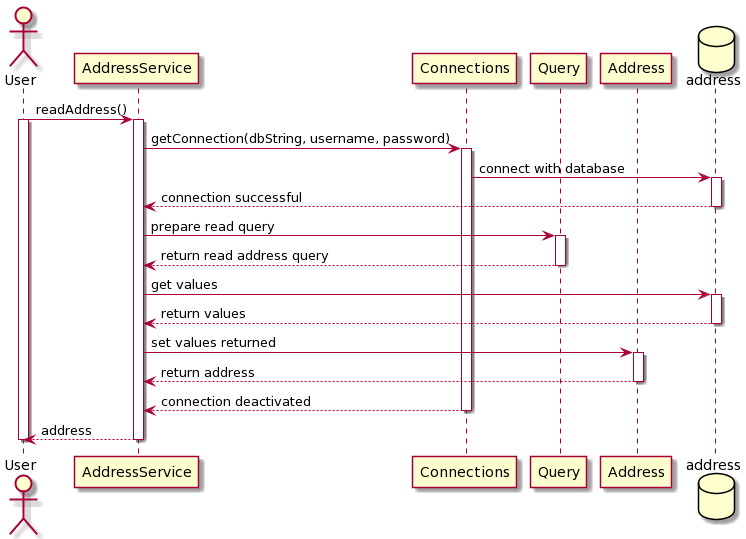 User
AddressService
Connections
Query
Address
address
readAddress()
getConnection(dbString, username, password)
connect with database
connection successful
prepare read query
return read address query
get values
return values
set values returned
return address
connection deactivated
address
User
AddressService
Connections
Query
Address
address